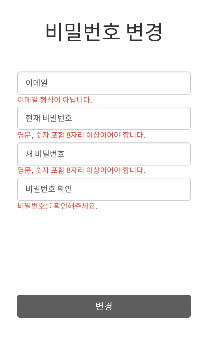 비밀번호 변경
이메일
이메일 형식이 아닙니다.
현재 비밀번호
영문, 숫자 포함 8자리 이상이어야 합니다.
새 비밀번호
영문, 숫자 포함 8자리 이상이어야 합니다.
비밀번호 확인
비밀번호를 확인해주세요.
변경